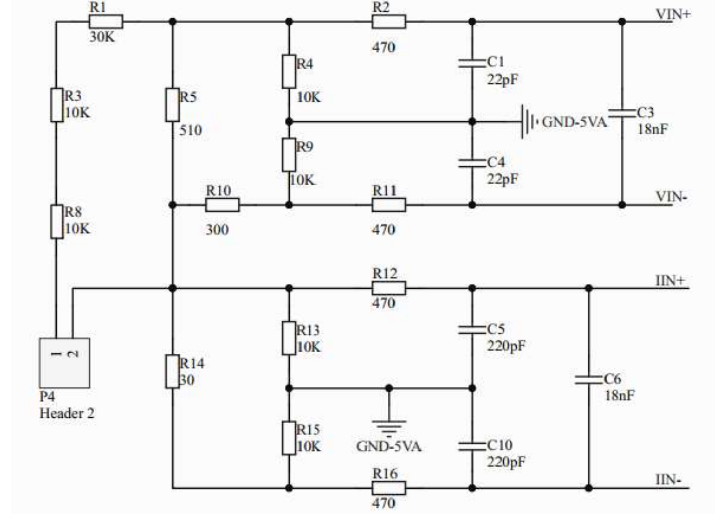 R1
30K
R2
470
VIN+
R3
10K
R5
510
R4
10K
C1
22pF
GND-5VA
C3
18nF
R9
10K
C4
22pF
R8
10K
R10
300
R11
470
VIN-
R12
470
IIN+
R13
10K
C5
220pF
1
2
R14
30
C6
18nF
P4
Header 2
R15
10K
GND-5VA
C10
220pF
R16
470
IIN-